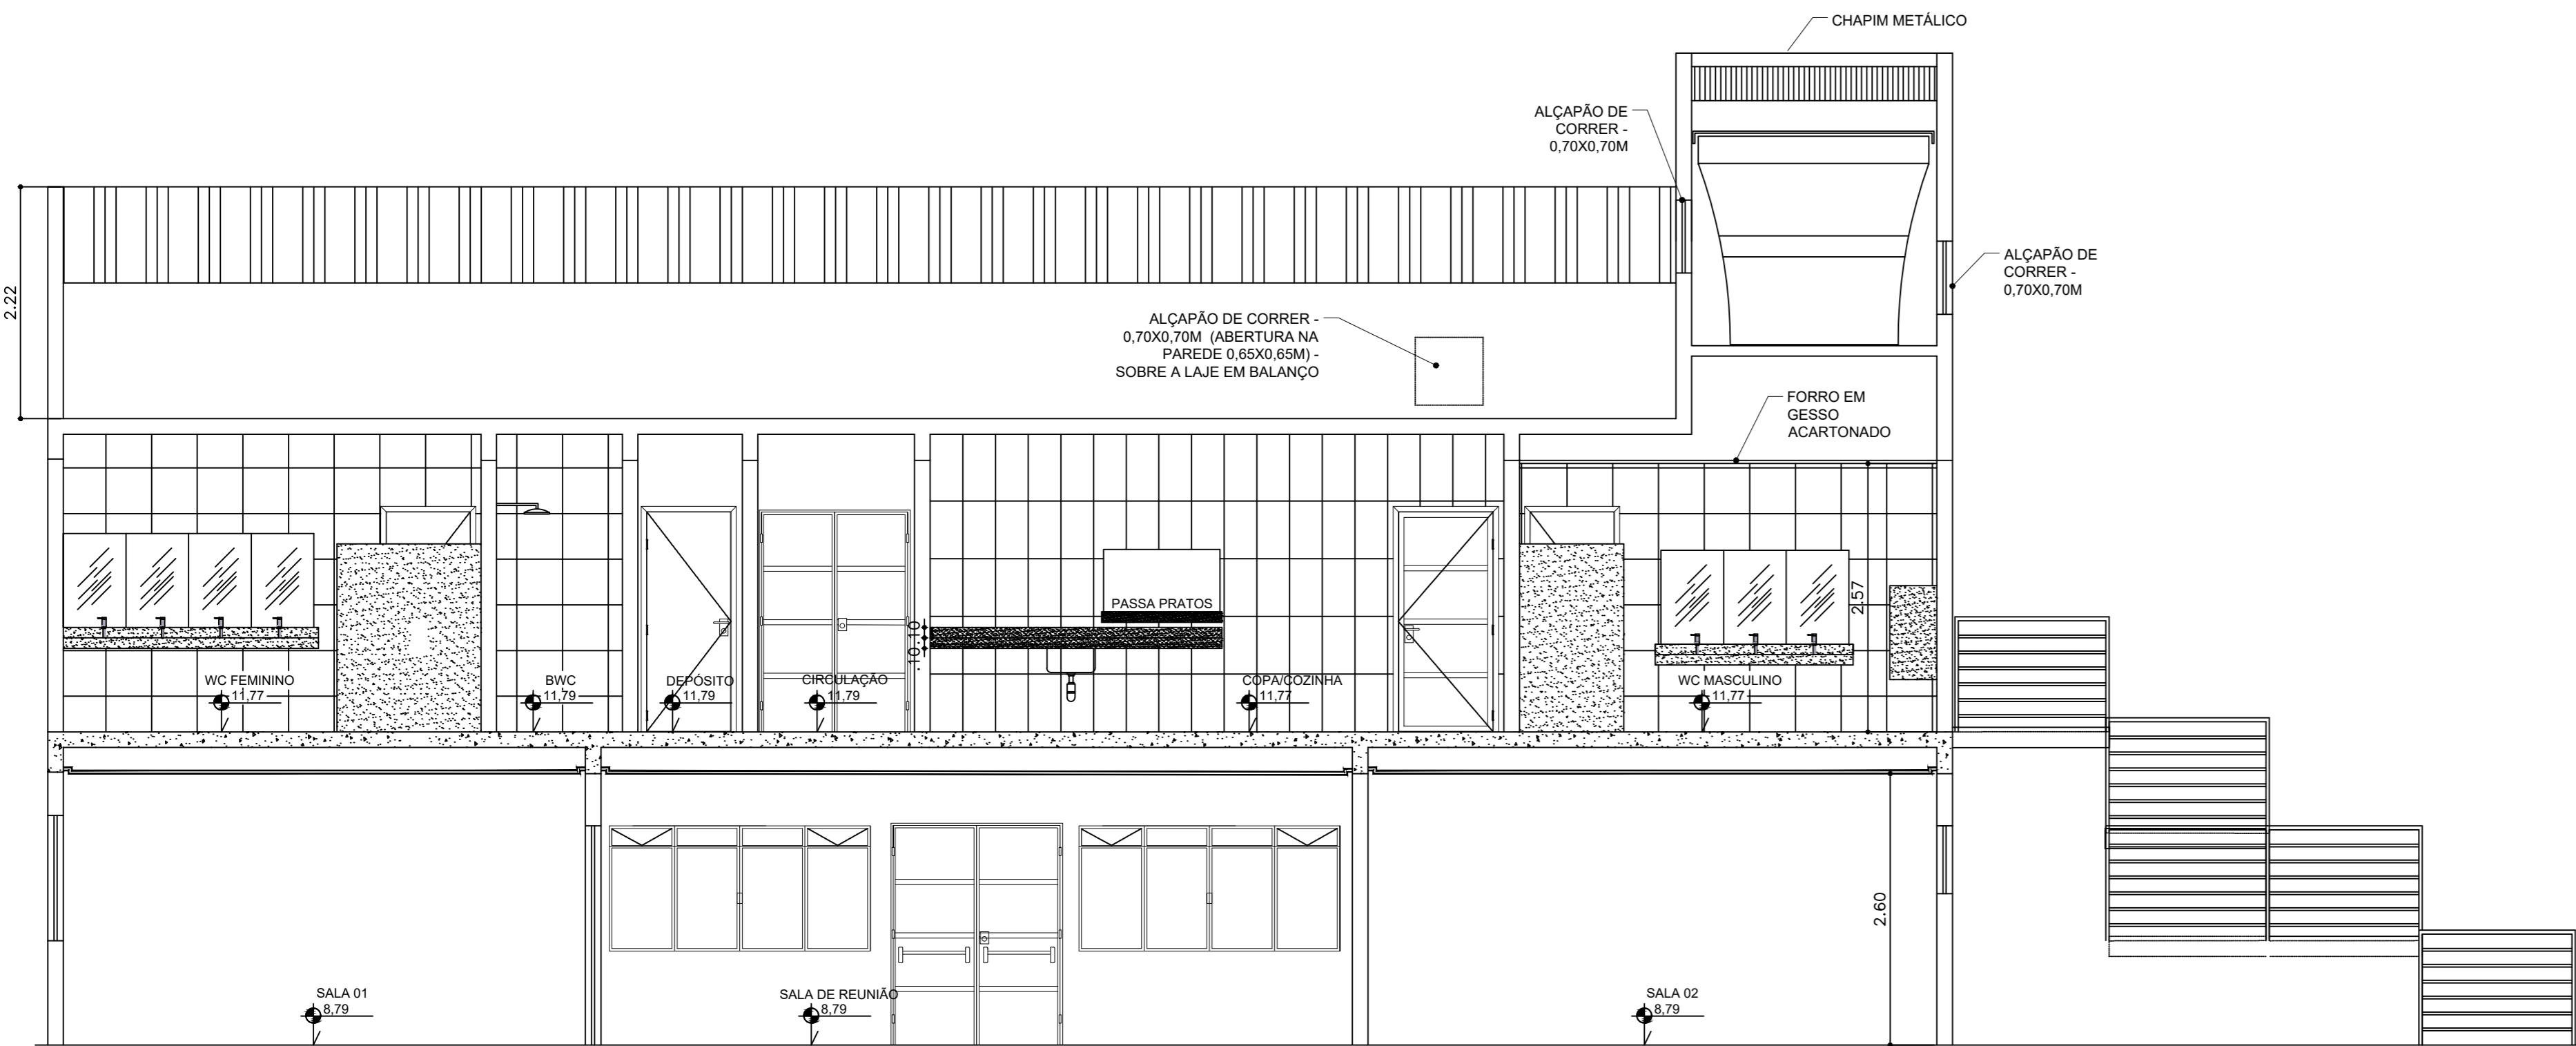 CHAPIM METÁLICO
ALÇAPÃO DE
CORRER -
0,70X0,70M
ALÇAPÃO DE
CORRER -
0,70X0,70M
2.22
ALÇAPÃO DE CORRER -
0,70X0,70M (ABERTURA NA
PAREDE 0,65X0,65M) -
SOBRE A LAJE EM BALANÇO
FORRO EM
GESSO
ACARTONADO
PASSA PRATOS
2.57
.10
.10
WC FEMININO
11,77
BWC
11,79
DEPÓSITO
11,79
CIRCULAÇÃO
11,79
COPA/COZINHA
11,77
WC MASCULINO
11,77
2.60
SALA 01
8,79
SALA DE REUNIÃO
8,79
SALA 02
8,79